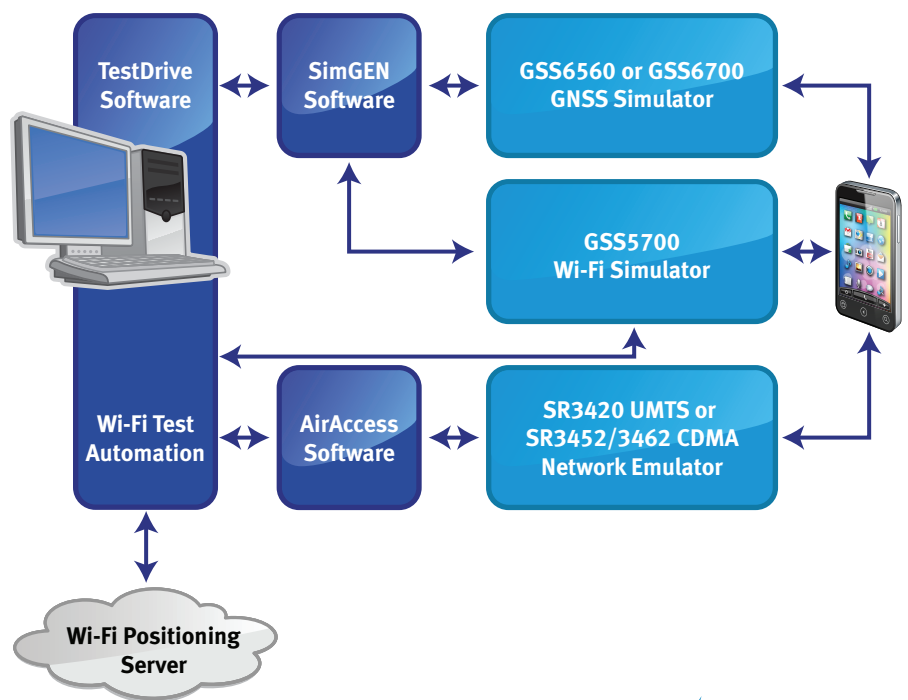 TestDrive
Software
SimGEN
Software
GSS6560 or GSS6700
GNSS Simulator
GSS5700
Wi-Fi Simulator
Wi-Fi Test
Automation
AirAccess
Software
SR3420 UMTS or
SR3452/3462 CDMA
Network Emulator
Wi-Fi Positioning
Server